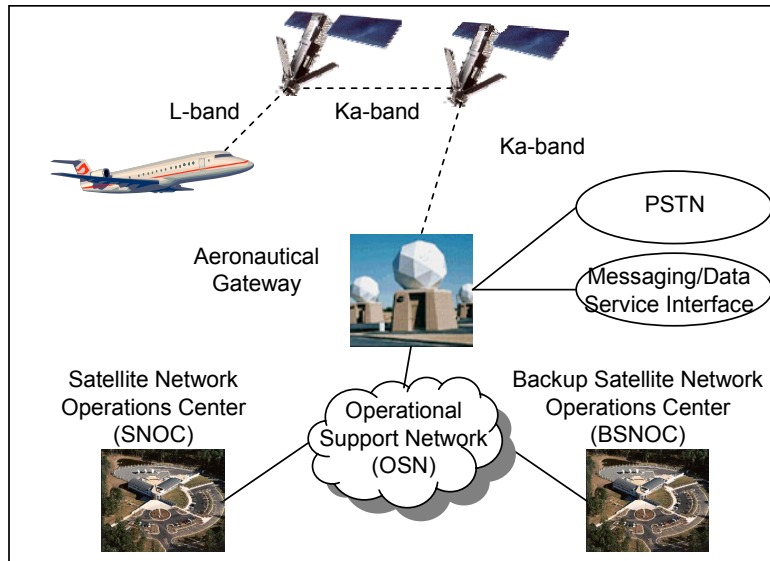 L-band
Ka-band
Ka-band
PSTN
Aeronautical
Gateway
Messaging/Data
Service Interface
Satellite Network
Operations Center
(SNOC)
Operational
Support Network
(OSN)
Backup Satellite Network
Operations Center
(BSNOC)